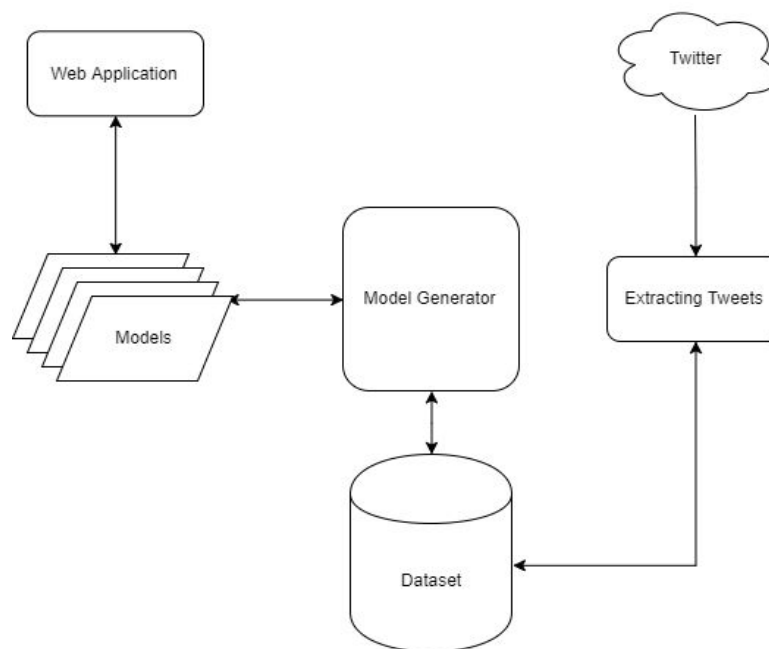 Web Application
Twitter
Model Generator
Extracting Tweets
Models
Dataset